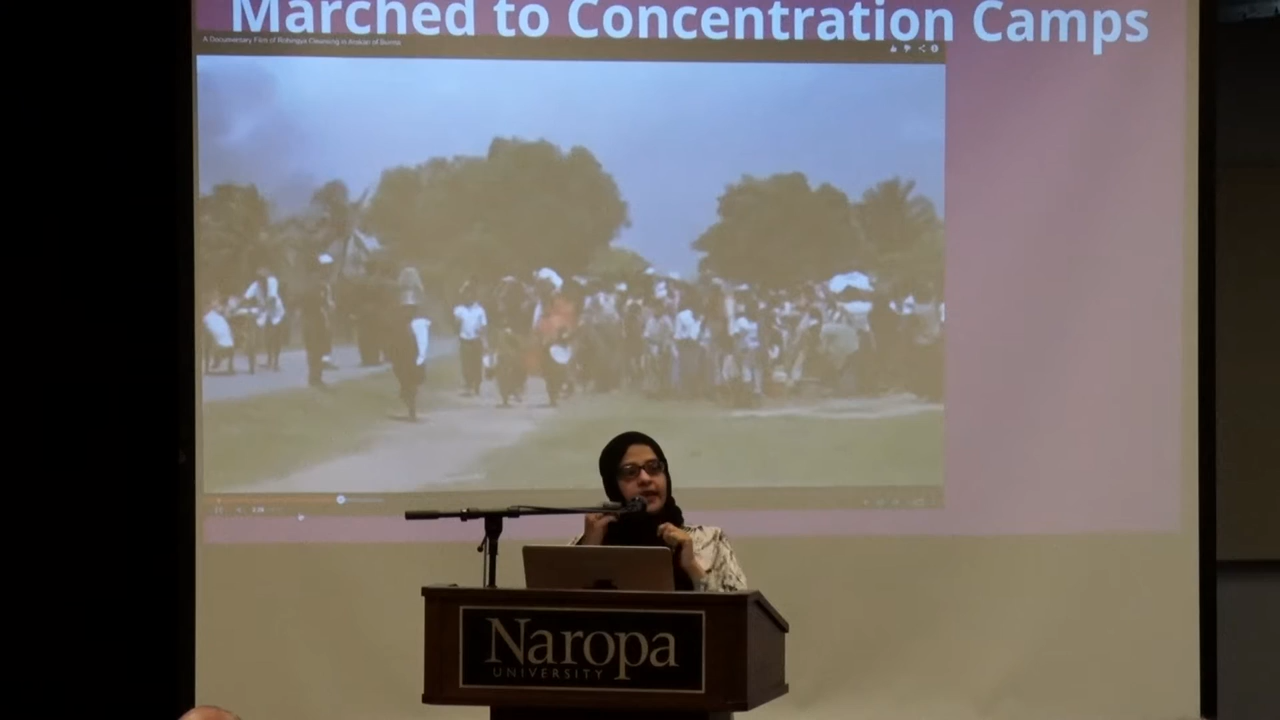 Marched to Concentration Camps
A Documentary Film of Rohingya Cleansing in Arakan of Burma
Naropa
UNIVERSITY